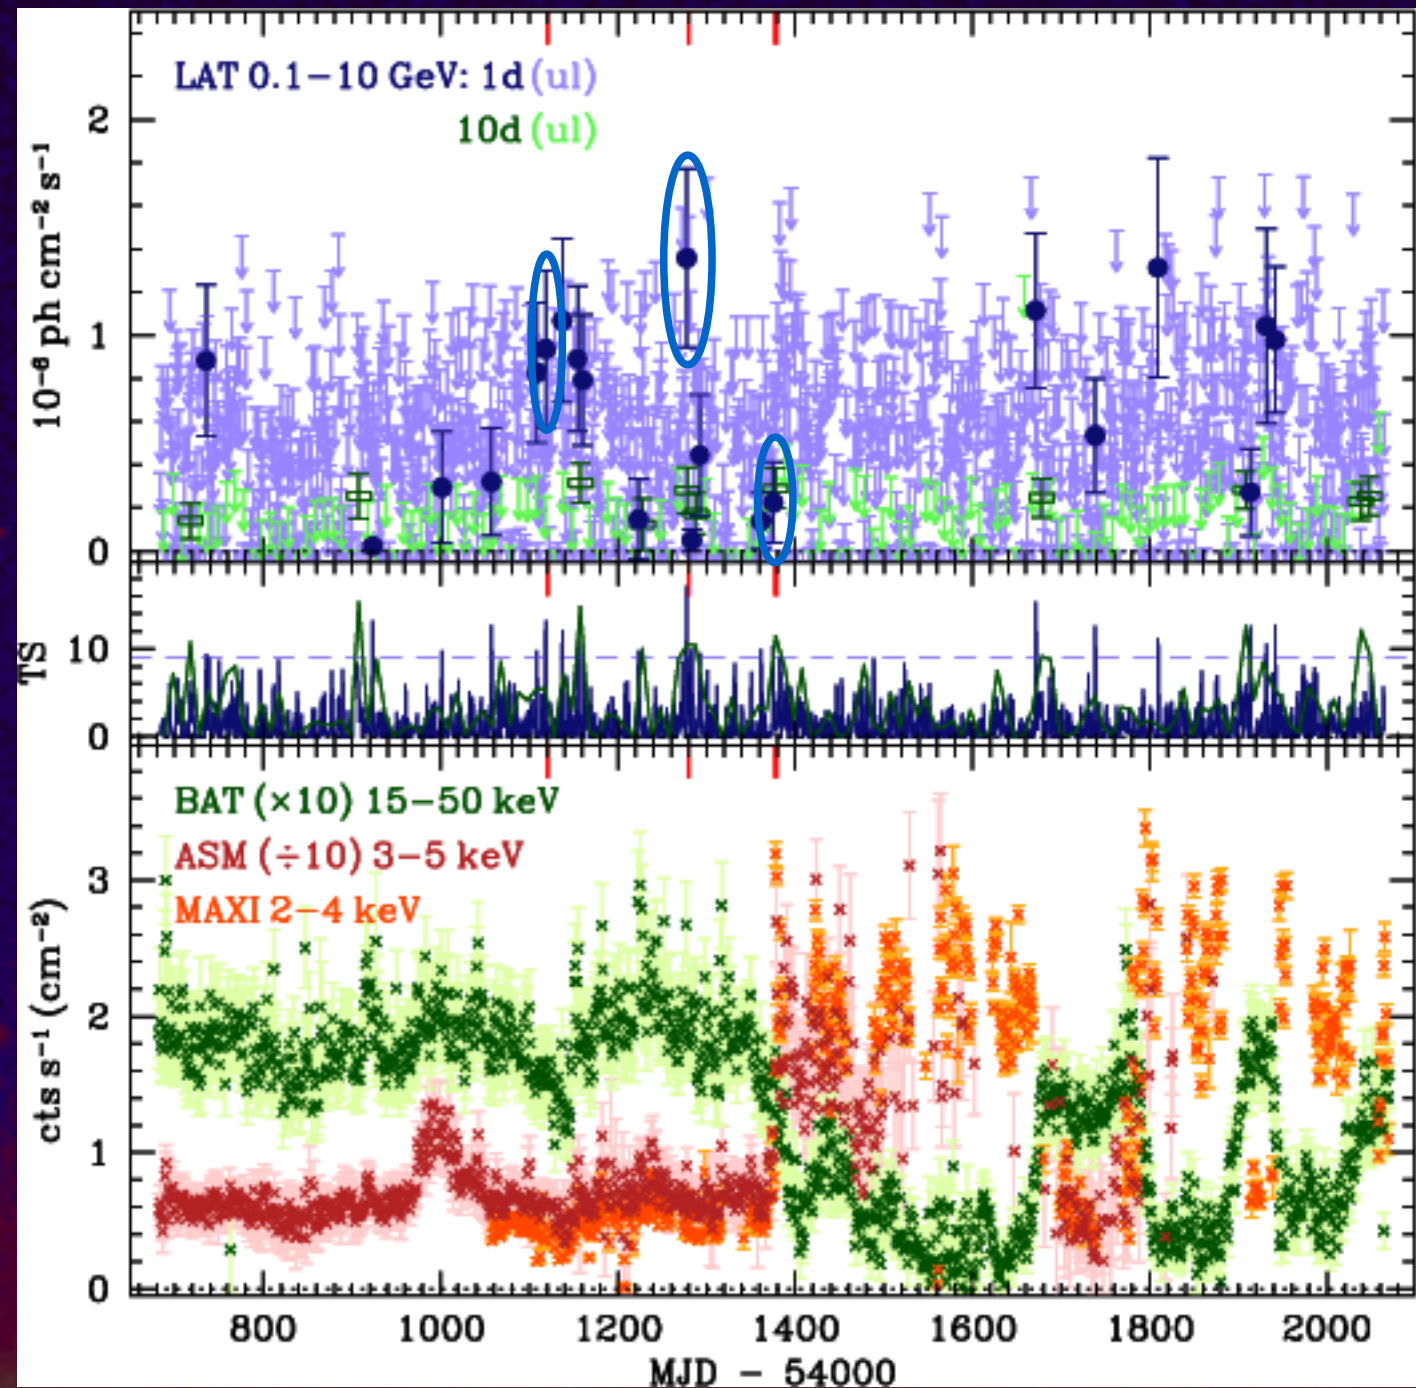 LAT 0.1−10 GeV: 1d (ul)
10d (ul)
2
1
0
10⁻⁶ ph cm⁻² s⁻¹
10
0
TS
BAT (×10) 15−50 keV
ASM (÷10) 3−5 keV
MAXI 2−4 keV
3
2
1
0
cts s⁻¹ (cm⁻²)
800 1000 1200 1400 1600 1800 2000
MJD − 54000